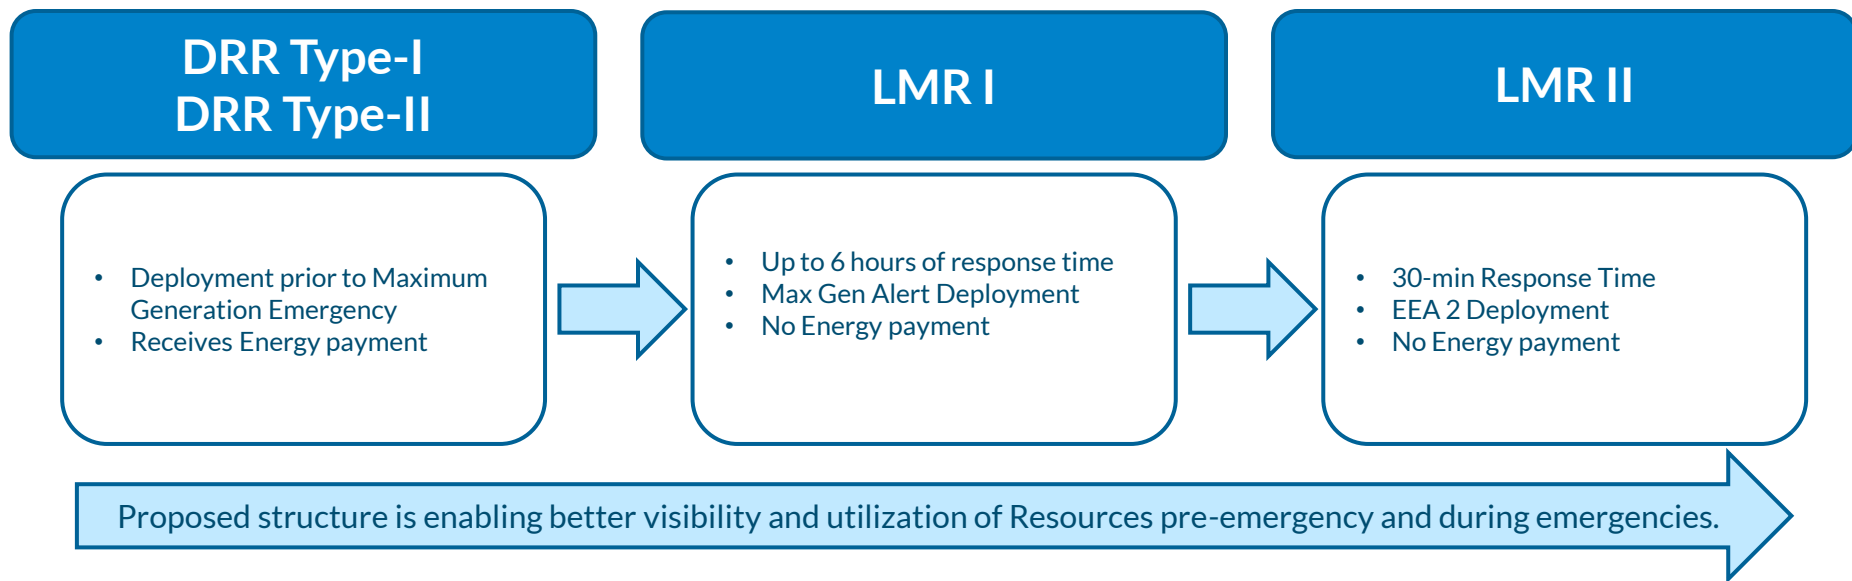 DRR Type-I
DRR Type-II
• Deployment prior to Maximum
Generation Emergency
• Receives Energy payment
LMR I
• Up to 6 hours of response time
• Max Gen Alert Deployment
• No Energy payment
LMR II
• 30-min Response Time
• EEA 2 Deployment
• No Energy payment
Proposed structure is enabling better visibility and utilization of Resources pre-emergency and during emergencies.